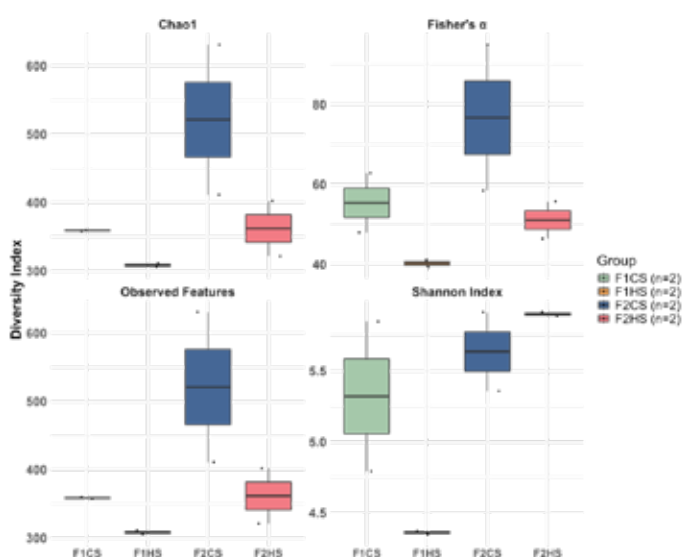 Chao1
Fisher's α
600
500
400
300
80
60
40
Diversity Index
Observed Features
Shannon Index
600
500
400
300
5.5
5.0
4.5
F1CS F1HS F2CS F2HS
F1CS F1HS F2CS F2HS
Group
F1CS (n=2)
F1HS (n=2)
F2CS (n=2)
F2HS (n=2)